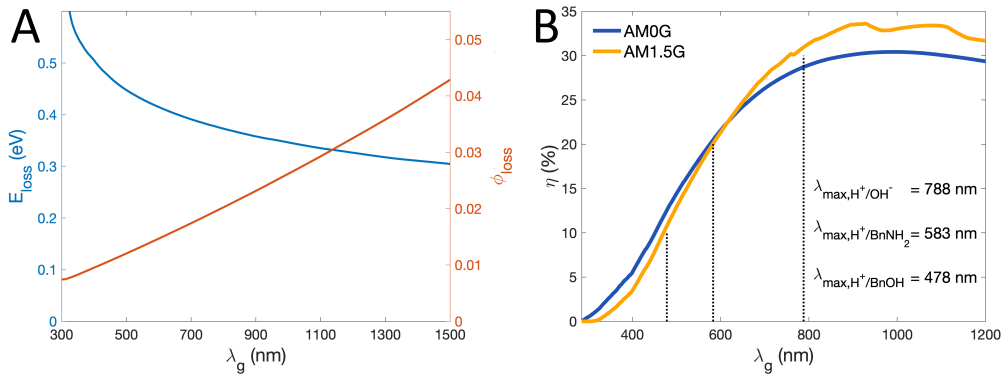 A
E_loss (eV)
0.5
0.4
0.3
0.2
0.1
0
0.05
0.04
0.03
0.02
0.01
0
ϕ_loss
300 500 700 900 1100 1300 1500
λ_g (nm)
B
η (%)
35
30
25
20
15
10
5
0
AM0G
AM1.5G
λ_max,H⁺/OH⁻ = 788 nm
λ_max,H⁺/BnNH₂ = 583 nm
λ_max,H⁺/BnOH = 478 nm
400 600 800 1000 1200
λ_g (nm)